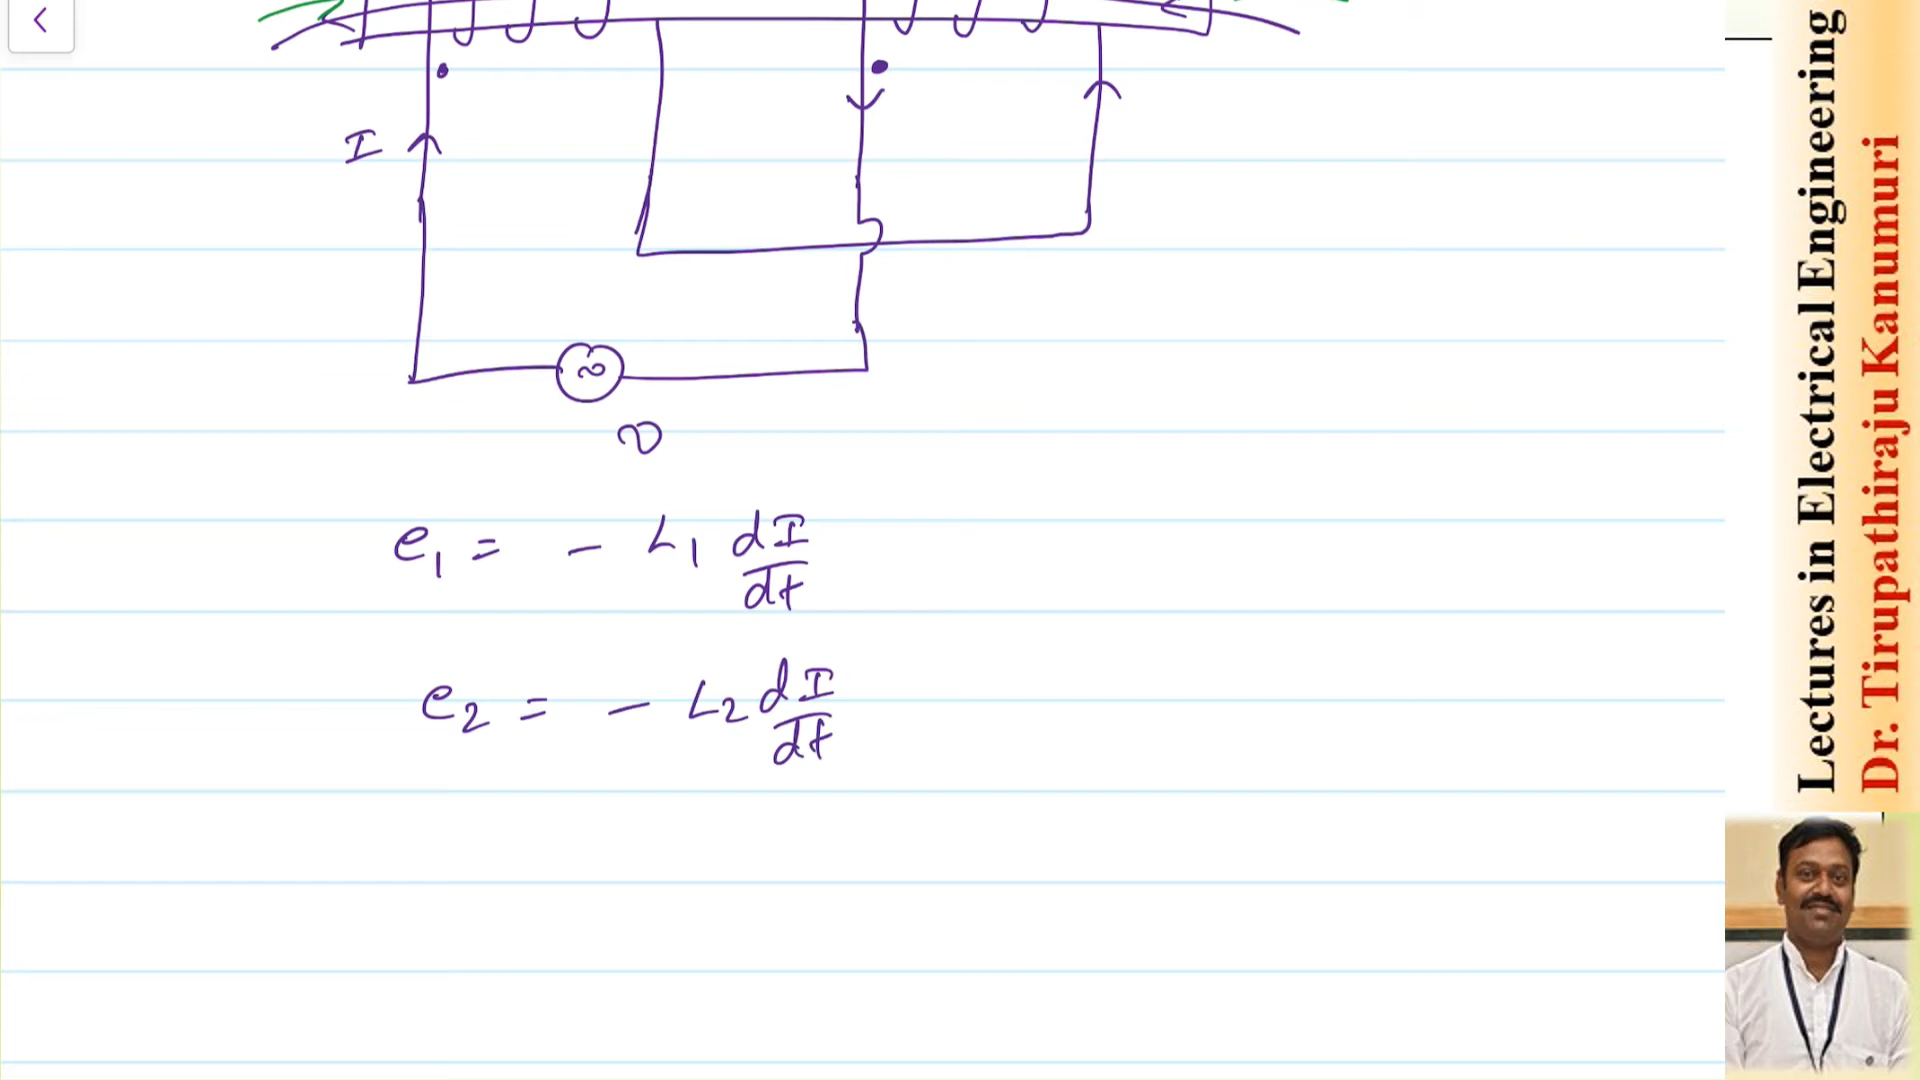 I
v
e₁ = - L₁ dI/dt
e₂ = - L₂ dI/dt
Lectures in Electrical Engineering
Dr. Tirupathiraju Kanumuri